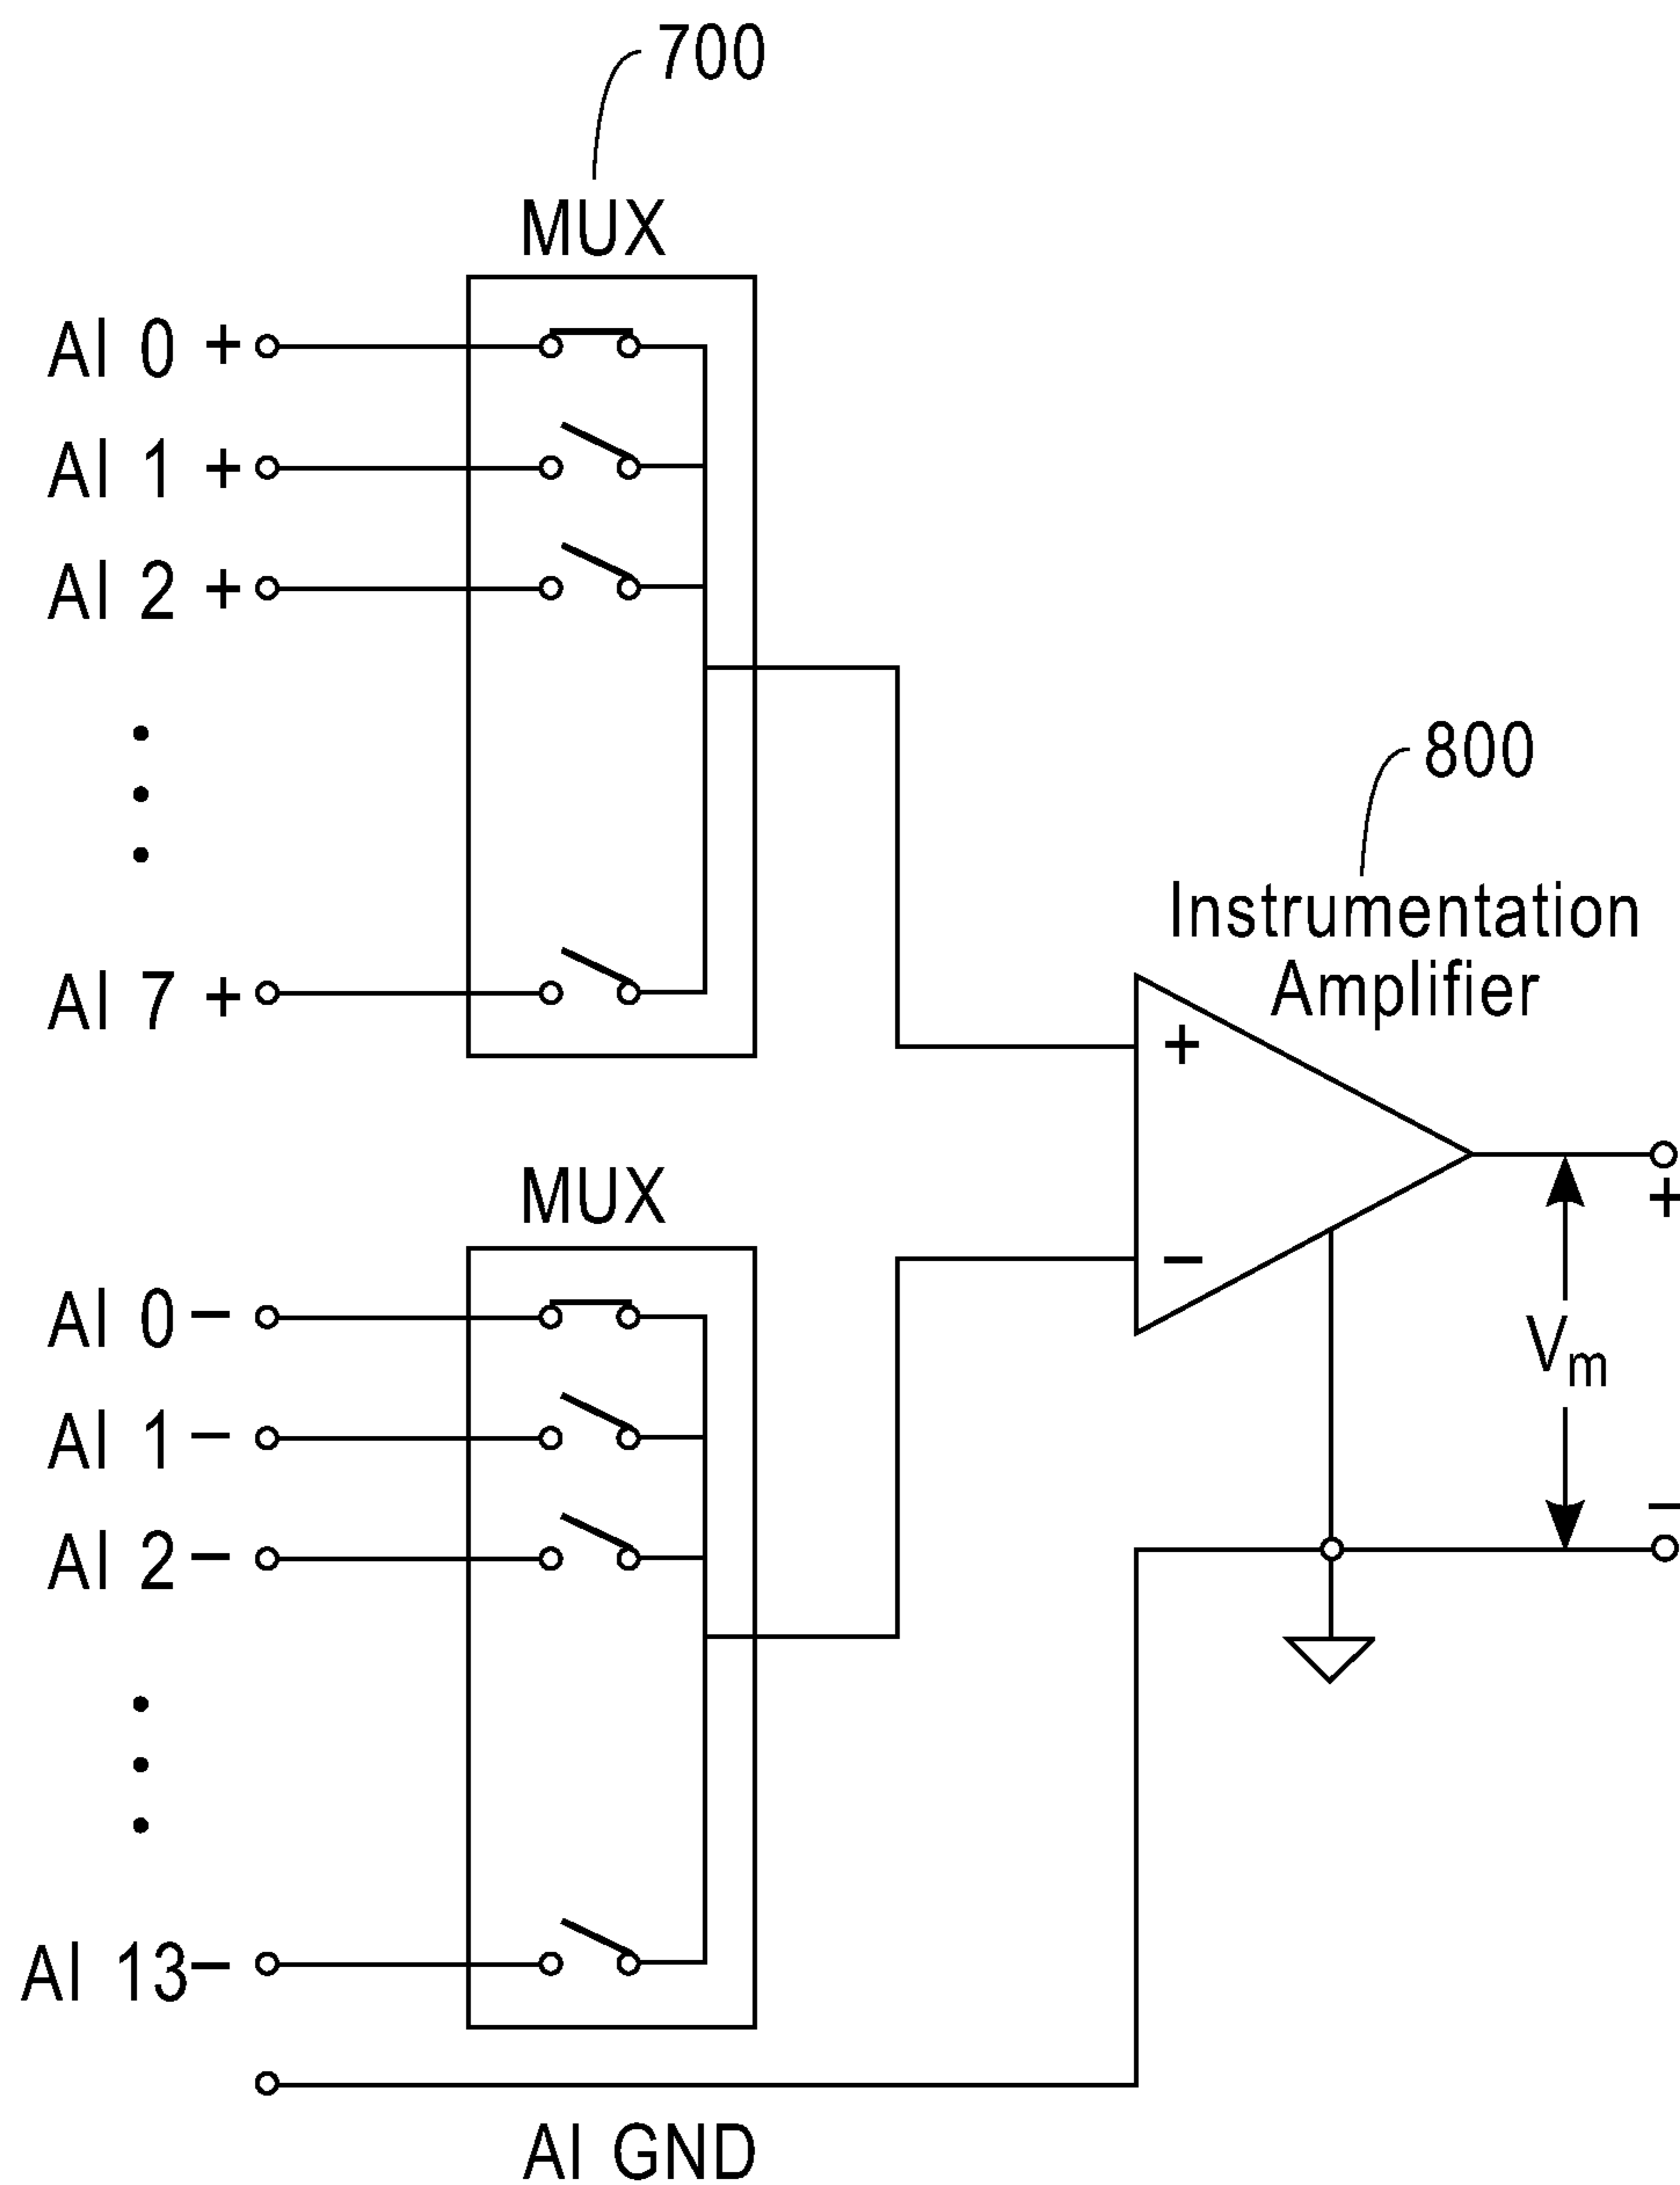 700
MUX
AI 0 +
AI 1 +
AI 2 +
AI 7 +
800
Instrumentation
Amplifier
+
−
+
MUX
AI 0 −
AI 1 −
AI 2 −
AI 13 −
Vm
−
AI GND